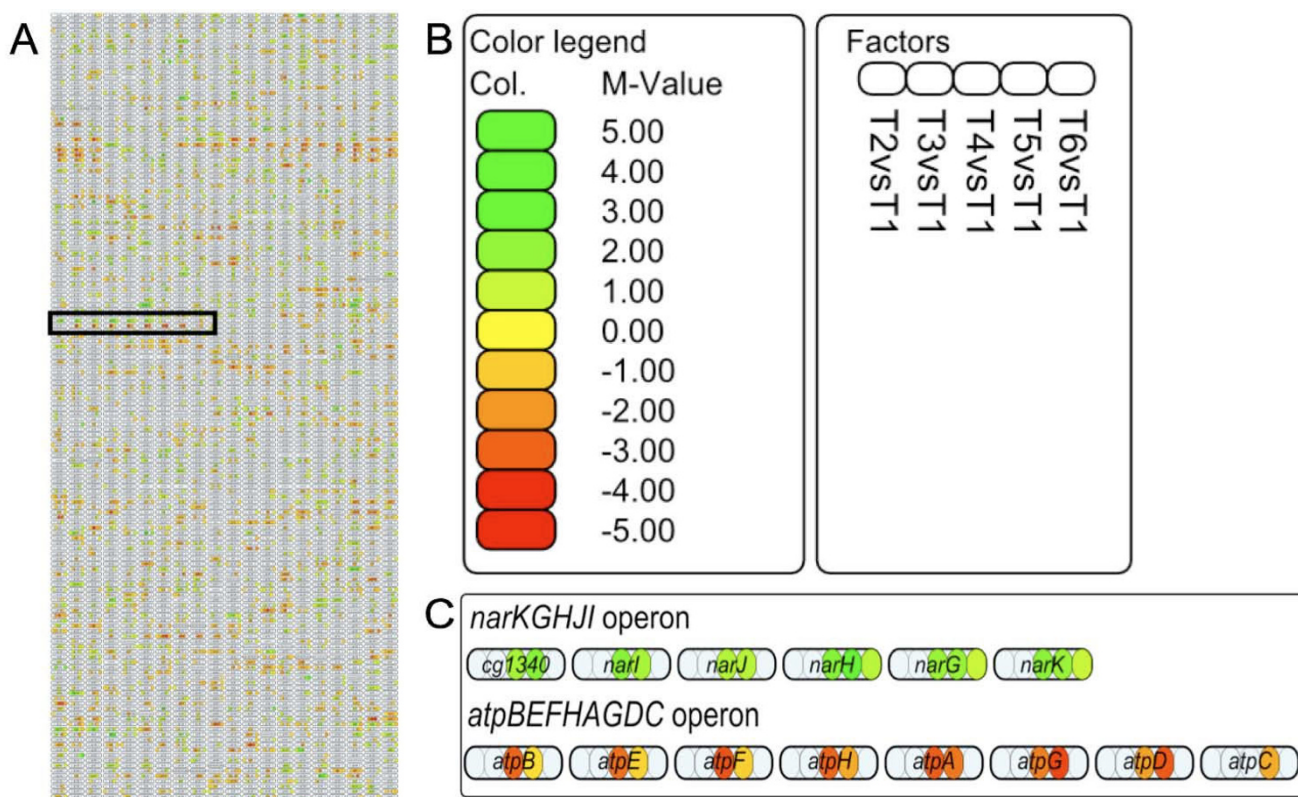 A
B
Color legend
Col. M-Value
5.00
4.00
3.00
2.00
1.00
0.00
-1.00
-2.00
-3.00
-4.00
-5.00
Factors
T2vsT1
T3vsT1
T4vsT1
T5vsT1
T6vsT1
C
narKGHJI operon
cg1340 narI narJ narH narG narK
atpBEFHAGDC operon
atpB atpE atpF atpH atpA atpG atpD atpC